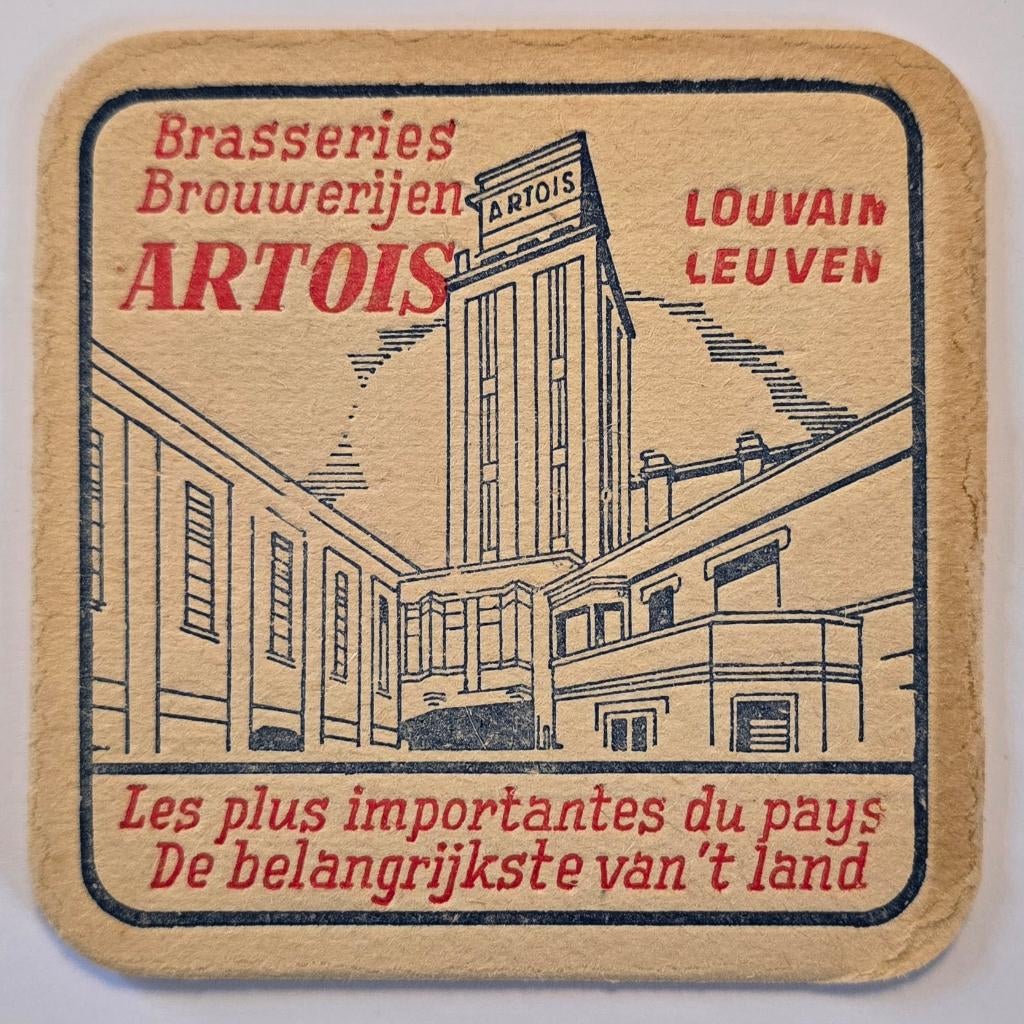 Brasseries
Brouwerijen
ARTOIS
ARTOIS
LOUVAIN
LEUVEN
Les plus importantes du pays
De belangrijkste van 't land